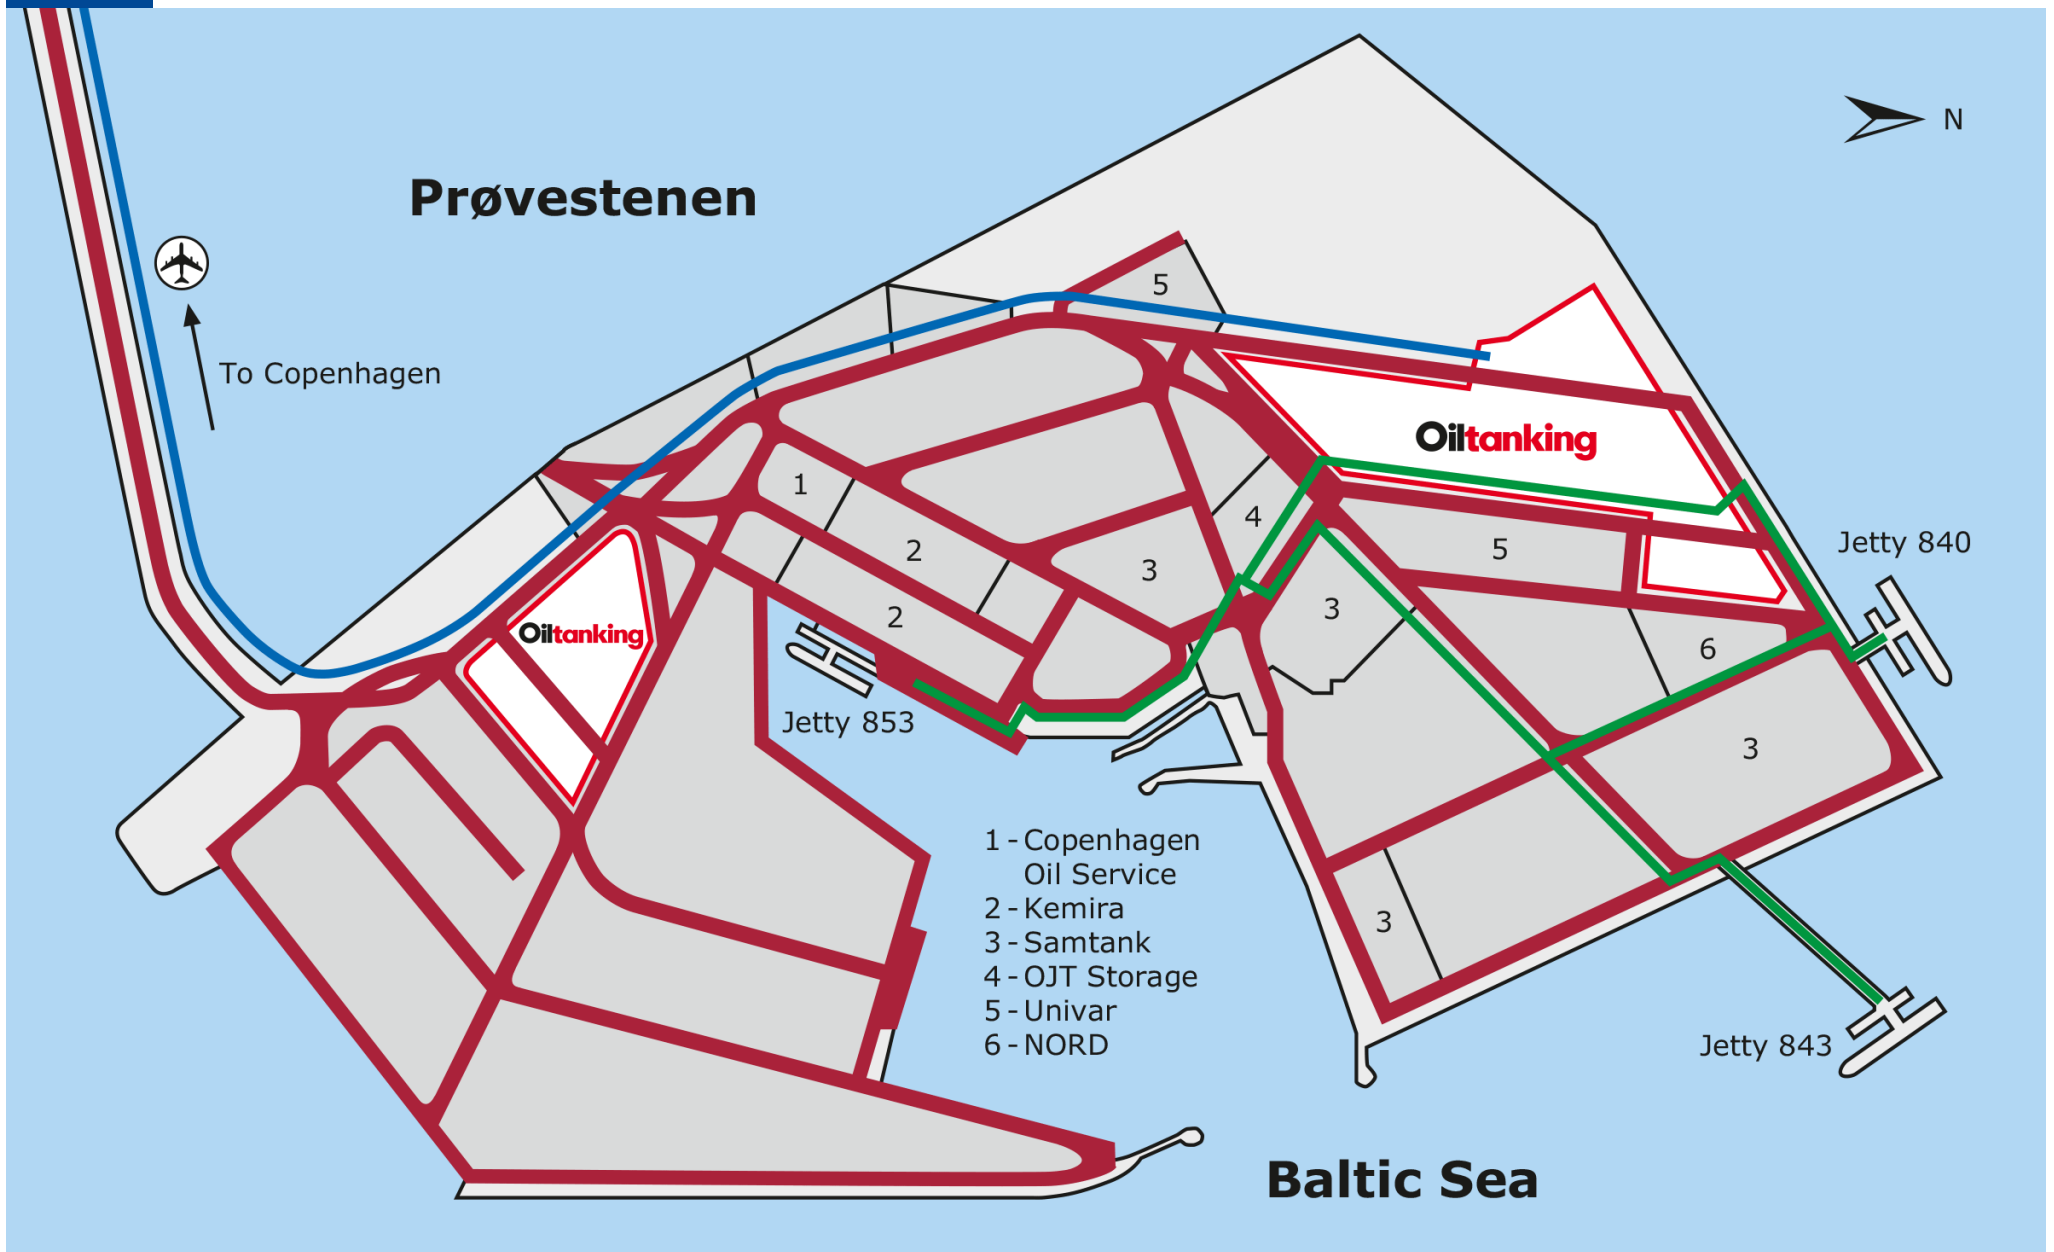 N
Prøvestenen
5
To Copenhagen
Oiltanking
1
4
2
5
Jetty 840
3
3
2
Oiltanking
6
Jetty 853
3
1 - Copenhagen
Oil Service
2 - Kemira
3 - Samtank
4 - OJT Storage
5 - Univar
6 - NORD
3
Jetty 843
Baltic Sea